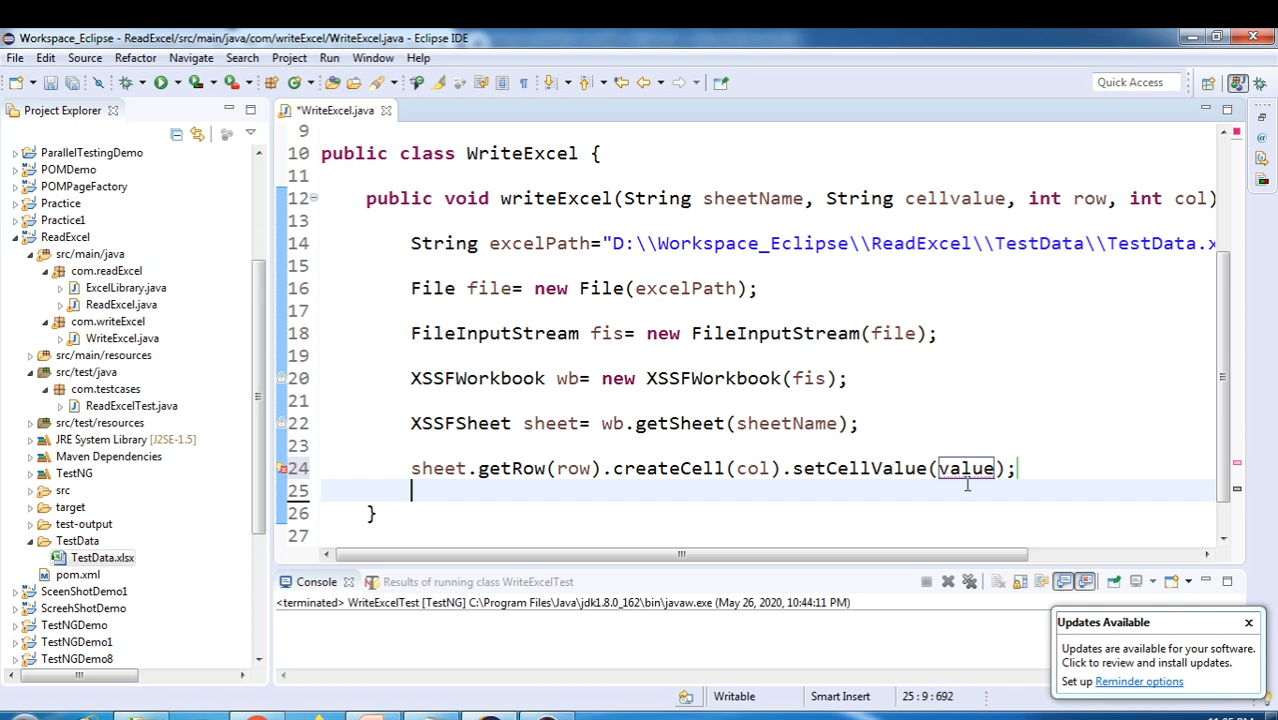 Workspace_Eclipse - ReadExcel/src/main/java/com/writeExcel/WriteExcel.java - Eclipse IDE
File Edit Source Refactor Navigate Search Project Run Window Help
Quick Access
Project Explorer
*WriteExcel.java
ParallelTestingDemo
POMDemo
POMPageFactory
Practice
Practice1
ReadExcel
src/main/java
com.readExcel
ExcelLibrary.java
ReadExcel.java
com.writeExcel
WriteExcel.java
src/main/resources
src/test/java
com.testcases
ReadExcelTest.java
src/test/resources
JRE System Library [J2SE-1.5]
Maven Dependencies
TestNG
src
target
test-output
TestData
TestData.xlsx
pom.xml
SceenShotDemo1
ScreehShotDemo
TestNGDemo
TestNGDemo1
TestNGDemo8
9
10 public class WriteExcel {
11
12 public void writeExcel(String sheetName, String cellvalue, int row, int col)
13
14 String excelPath="D:\\Workspace_Eclipse\\ReadExcel\\TestData\\TestData.x
15
16 File file= new File(excelPath);
17
18 FileInputStream fis= new FileInputStream(file);
19
20 XSSFWorkbook wb= new XSSFWorkbook(fis);
21
22 XSSFSheet sheet= wb.getSheet(sheetName);
23
24 sheet.getRow(row).createCell(col).setCellValue(value);
25
26 }
27
Console
Results of running class WriteExcelTest
<terminated> WriteExcelTest [TestNG] C:\Program Files\Java\jdk1.8.0_162\bin\javaw.exe (May 26, 2020, 10:44:11 PM)
Updates Available
Updates are available for your software.
Click to review and install updates.
Set up Reminder options
Writable
Smart Insert
25 : 9 : 692